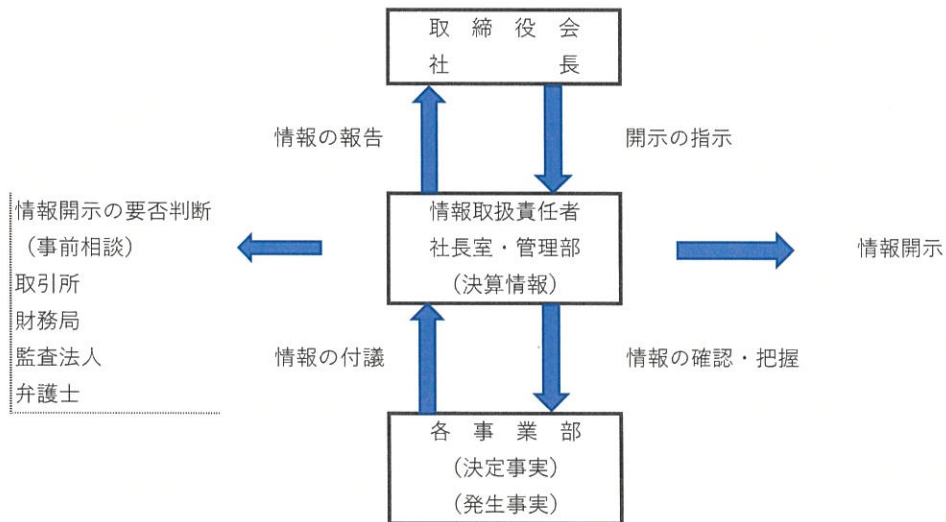 取締役会
社長
情報の報告
開示の指示
情報開示の要否判断
（事前相談）
取引所
財務局
監査法人
弁護士
情報取扱責任者
社長室・管理部
（決算情報）
情報開示
情報の付議
情報の確認・把握
各事業部
（決定事実）
（発生事実）